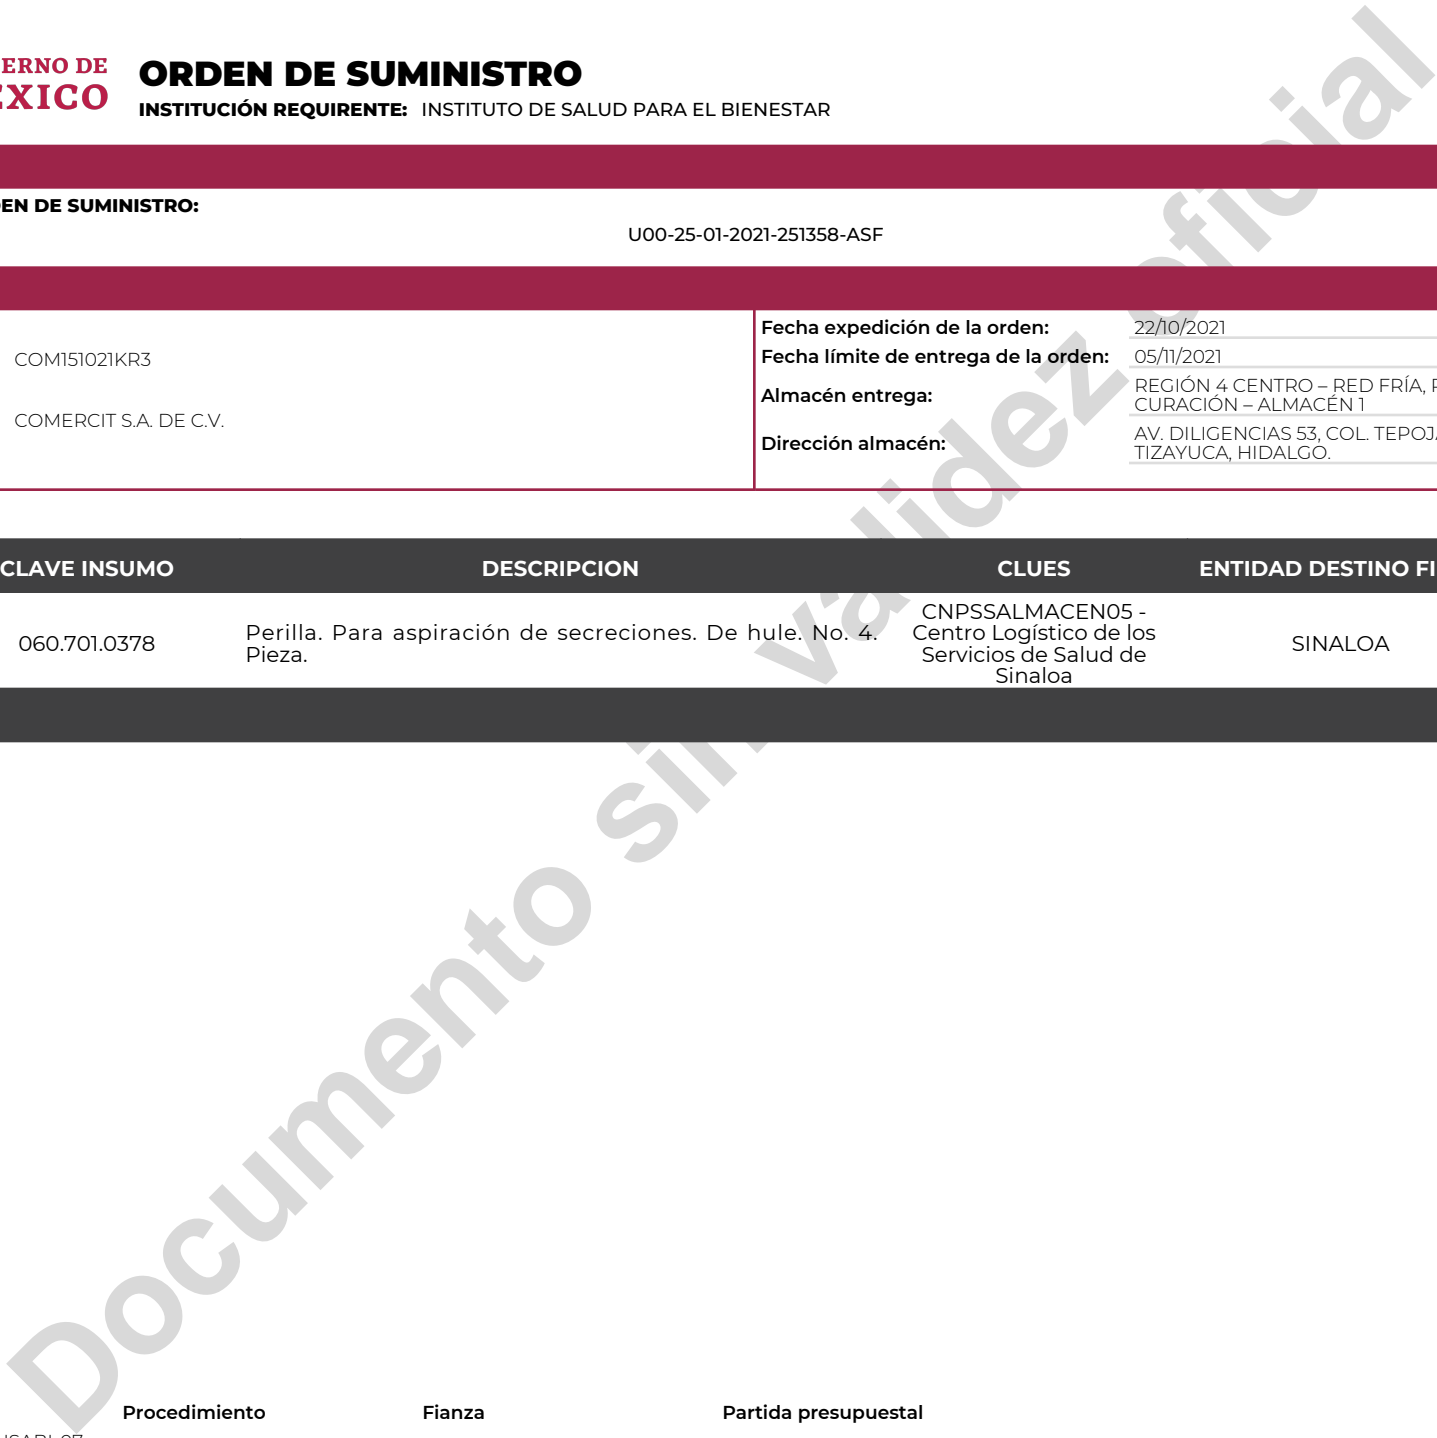 ERNO DE
EXICO
ORDEN DE SUMINISTRO
INSTITUCIÓN REQUIRENTE: INSTITUTO DE SALUD PARA EL BIENESTAR
EN DE SUMINISTRO:
U00-25-01-2021-251358-ASF
COM151021KR3
COMERCIT S.A. DE C.V.
Fecha expedición de la orden: 22/10/2021
Fecha límite de entrega de la orden: 05/11/2021
Almacén entrega: REGIÓN 4 CENTRO – RED FRÍA,
CURACIÓN – ALMACÉN 1
Dirección almacén: AV. DILIGENCIAS 53, COL. TEPOJ
TIZAYUCA, HIDALGO.
CLAVE INSUMO DESCRIPCION CLUES ENTIDAD DESTINO FI
060.701.0378
Perilla. Para aspiración de secreciones. De hule. No. 4.
Pieza.
CNPSSALMACEN05 -
Centro Logístico de los
Servicios de Salud de
Sinaloa
SINALOA
Documento sin validez oficial
Procedimiento Fianza Partida presupuestal